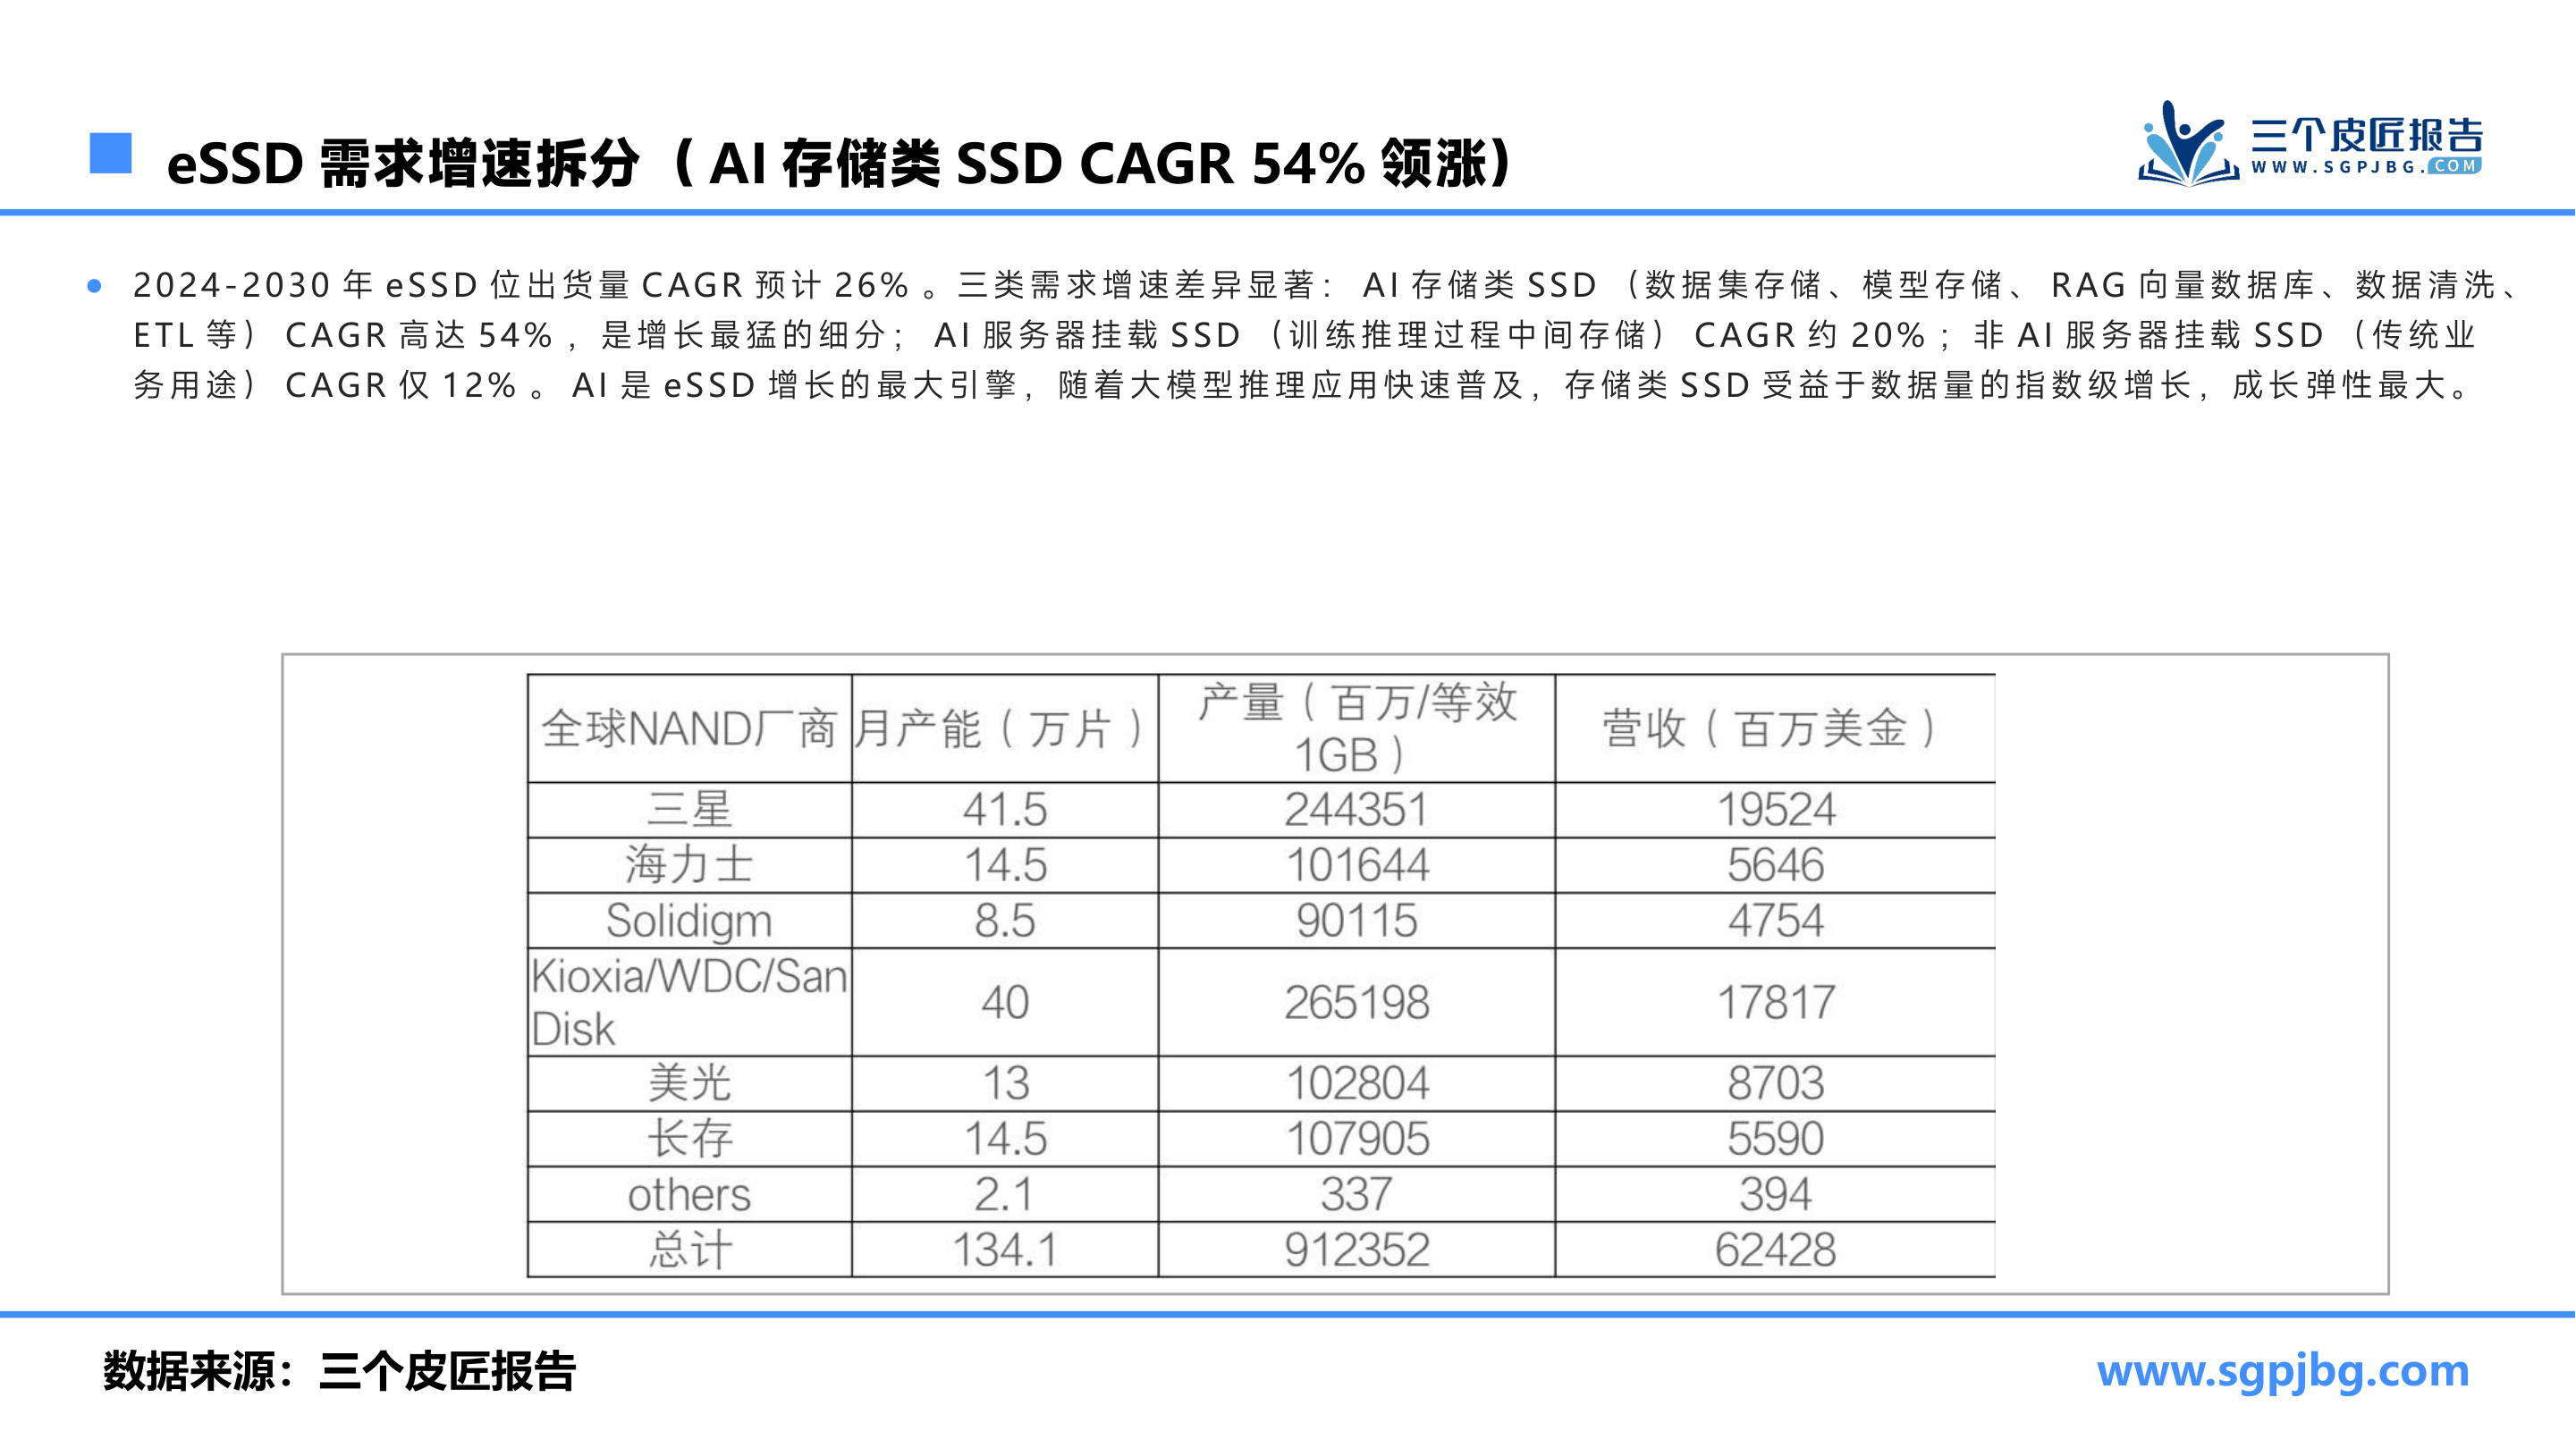 eSSD 需求增速拆分（ AI 存储类 SSD CAGR 54% 领涨）
三个皮匠报告
WWW.SGPJBG.COM
2024-2030 年 eSSD 位出货量 CAGR 预计 26% 。三类需求增速差异显著： AI 存储类 SSD （数据集存储、模型存储、 RAG 向量数据库、数据清洗、
ETL 等） CAGR 高达 54% ，是增长最猛的细分； AI 服务器挂载 SSD （训练推理过程中间存储） CAGR 约 20% ；非 AI 服务器挂载 SSD （传统业
务用途） CAGR 仅 12% 。 AI 是 eSSD 增长的最大引擎，随着大模型推理应用快速普及，存储类 SSD 受益于数据量的指数级增长，成长弹性最大。
全球NAND厂商 月产能（万片） 产量（百万/等效1GB） 营收（百万美金）
三星 41.5 244351 19524
海力士 14.5 101644 5646
Solidigm 8.5 90115 4754
Kioxia/WDC/SanDisk 40 265198 17817
美光 13 102804 8703
长存 14.5 107905 5590
others 2.1 337 394
总计 134.1 912352 62428
数据来源：三个皮匠报告
www.sgpjbg.com